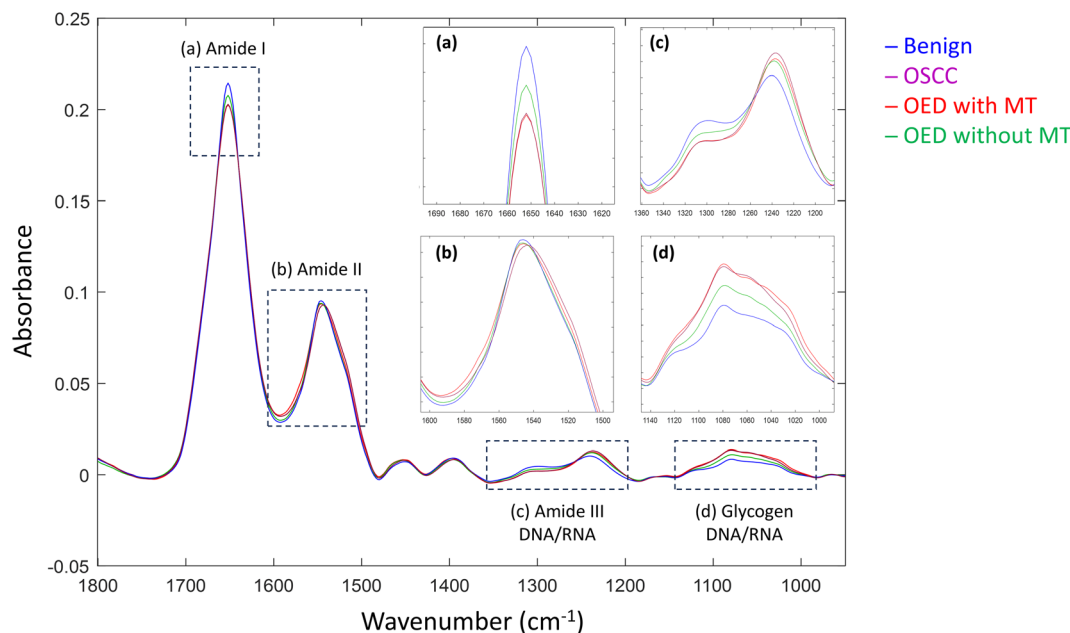 0.25
0.2
0.15
0.1
0.05
0
-0.05
Absorbance
1800
1700
1600
1500
1400
1300
1200
1100
1000
Wavenumber (cm-1)
(a) Amide I
(b) Amide II
(c) Amide III
DNA/RNA
(d) Glycogen
DNA/RNA
(a)
1690 1680 1670 1660 1650 1640 1630 1620
(c)
1360 1340 1320 1300 1280 1260 1240 1220 1200
(b)
1600 1580 1560 1540 1520 1500
(d)
1140 1120 1100 1080 1060 1040 1020 1000
– Benign
– OSCC
– OED with MT
– OED without MT